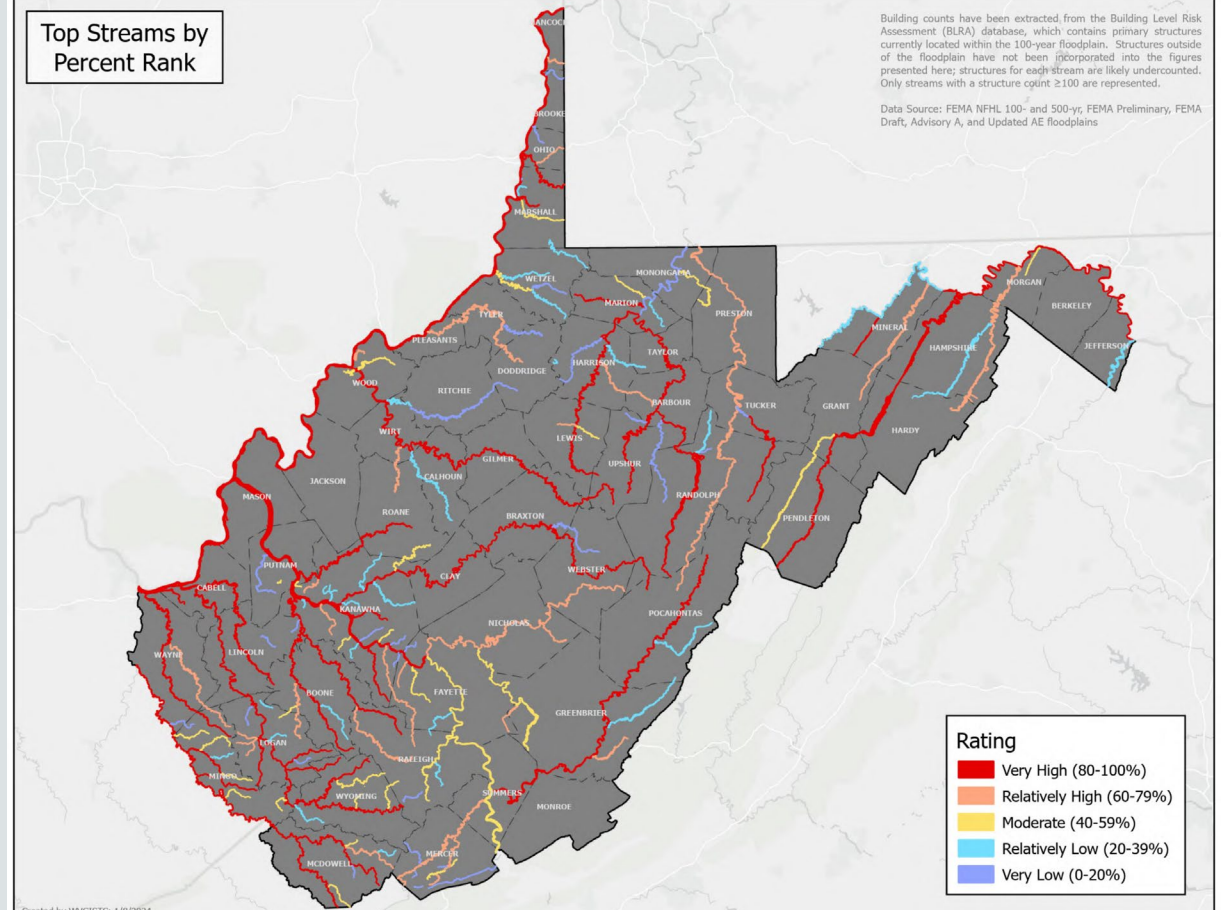 Top Streams by
Percent Rank
Building counts have been extracted from the Building Level Risk
Assessment (BLRA) database, which contains primary structures
currently located within the 100-year floodplain. Structures outside
of the floodplain have not been incorporated into the figures
presented here; structures for each stream are likely undercounted.
Only streams with a structure count ≥100 are represented.
Data Source: FEMA NFHL 100- and 500-yr, FEMA Preliminary, FEMA
Draft, Advisory A, and Updated AE floodplains
HANCOCK
BROOKE
OHIO
MARSHALL
WETZEL
MONONGALIA
MARION
PRESTON
TYLER
PLEASANTS
TAYLOR
HARRISON
DODDRIDGE
WOOD
RITCHIE
BARBOUR
TUCKER
MORGAN
BERKELEY
JEFFERSON
MINERAL
HAMPSHIRE
GRANT
HARDY
WIRT
LEWIS
GILMER
UPSHUR
CALHOUN
JACKSON
MASON
ROANE
BRAXTON
RANDOLPH
PENDLETON
PUTNAM
CABELL
CLAY
WEBSTER
KANAWHA
NICHOLAS
POCAHONTAS
WAYNE
LINCOLN
BOONE
FAYETTE
GREENBRIER
LOGAN
RALEIGH
MINGO
WYOMING
SUMMERS
MONROE
MERCER
MCDOWELL
Rating
Very High (80-100%)
Relatively High (60-79%)
Moderate (40-59%)
Relatively Low (20-39%)
Very Low (0-20%)